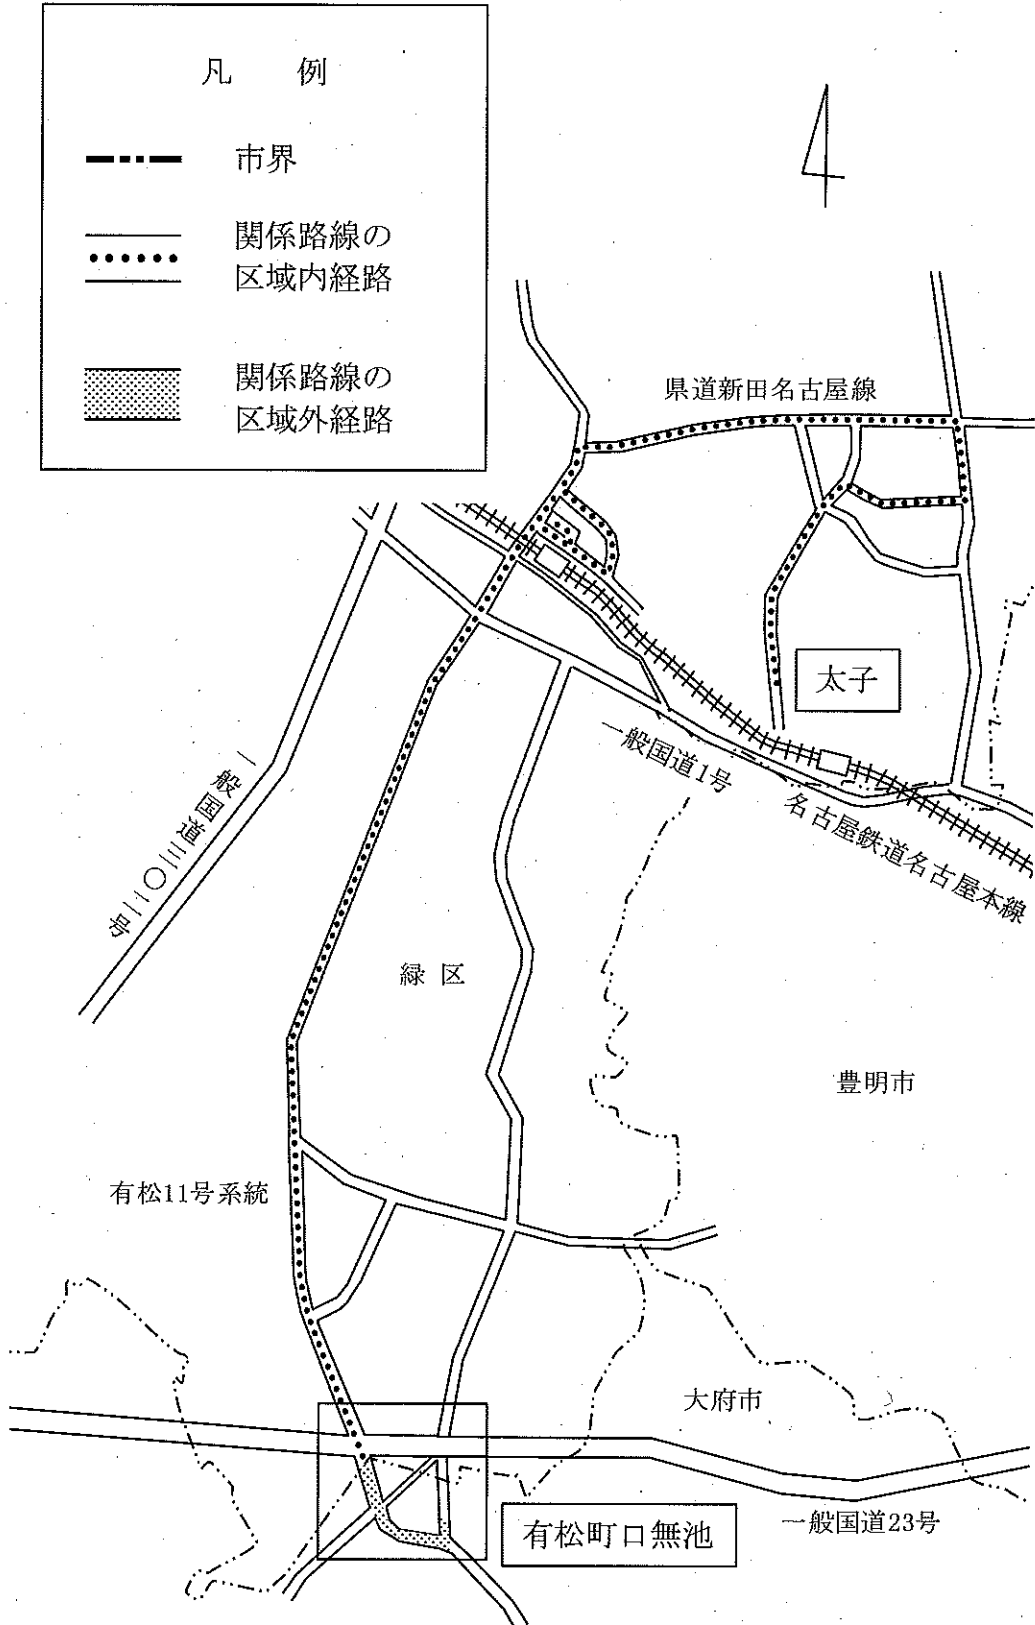 凡　例
市界
関係路線の
区域内経路
関係路線の
区域外経路
県道新田名古屋線
太子
一般国道1号
一般国道三〇二号
名古屋鉄道名古屋本線
緑区
豊明市
有松11号系統
大府市
一般国道23号
有松町口無池